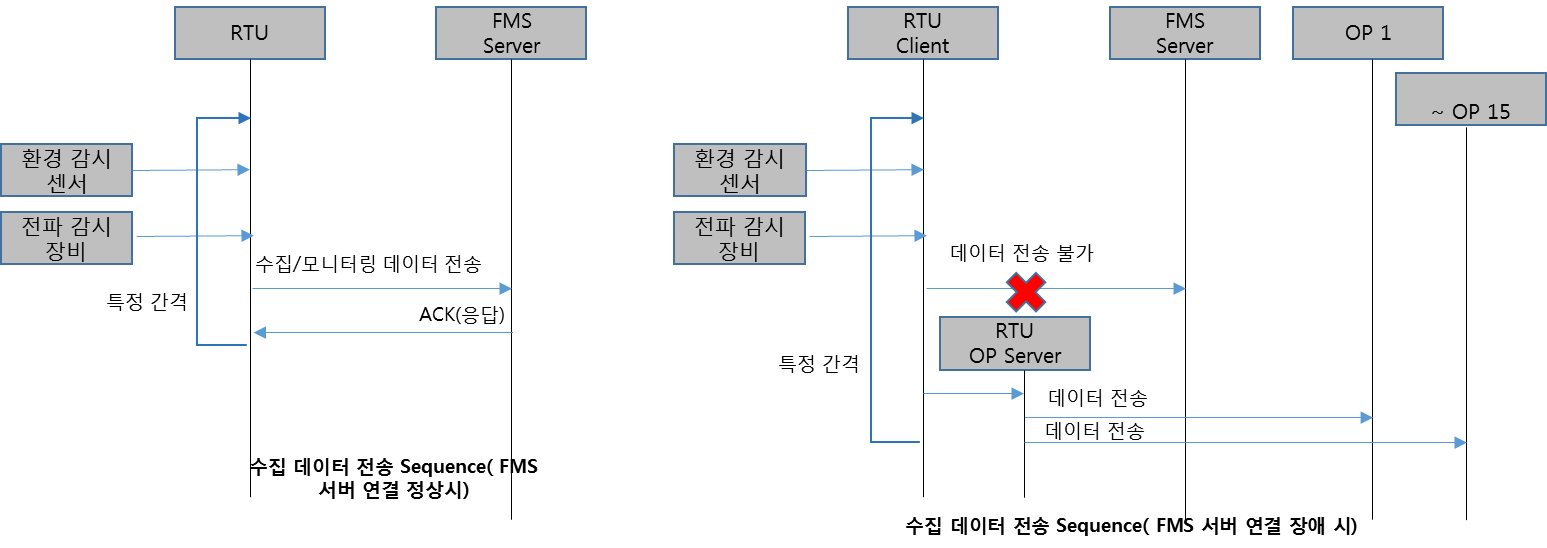 RTU
FMS
Server
환경 감시
센서
전파 감시
장비
수집/모니터링 데이터 전송
특정 간격
ACK(응답)
수집 데이터 전송 Sequence( FMS
서버 연결 정상시)
RTU
Client
FMS
Server
OP 1
~ OP 15
환경 감시
센서
전파 감시
장비
데이터 전송 불가
RTU
OP Server
특정 간격
데이터 전송
데이터 전송
수집 데이터 전송 Sequence( FMS 서버 연결 장애 시)